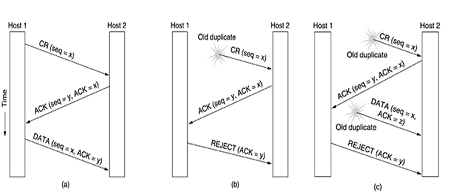 Host 1
Host 2
Time
CR (seq = x)
ACK (seq = y, ACK = x)
DATA (seq = x, ACK = y)
(a)
Host 1
Host 2
Old duplicate
CR (seq = x)
ACK (seq = y, ACK = x)
REJECT (ACK = y)
(b)
Host 1
Host 2
CR (seq = x)
Old duplicate
ACK (seq = y, ACK = x)
DATA (seq = x,
ACK = z)
Old duplicate
REJECT (ACK = y)
(c)